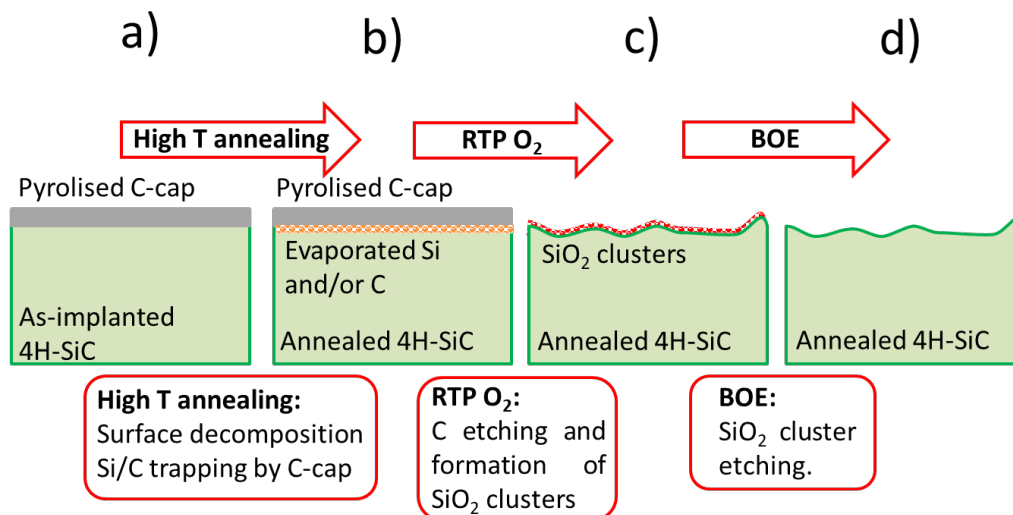 a)
b)
c)
d)
High T annealing
RTP O₂
BOE
Pyrolised C-cap
As-implanted
4H-SiC
Pyrolised C-cap
Evaporated Si
and/or C
Annealed 4H-SiC
SiO₂ clusters
Annealed 4H-SiC
Annealed 4H-SiC
High T annealing:
Surface decomposition
Si/C trapping by C-cap
RTP O₂:
C etching and
formation of
SiO₂ clusters
BOE:
SiO₂ cluster
etching.